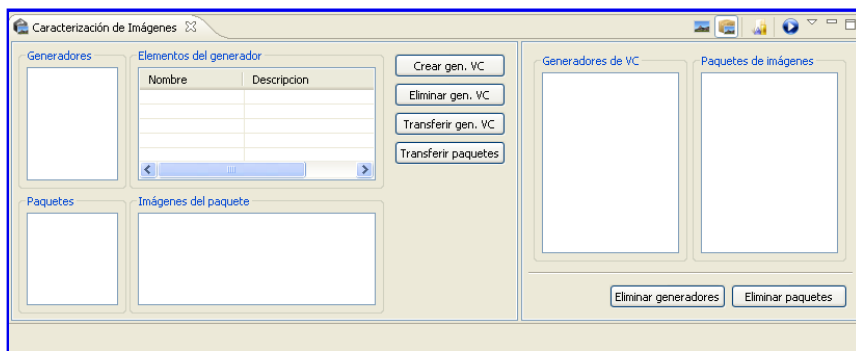 Caracterización de Imágenes
Generadores
Elementos del generador
Nombre
Descripcion
Crear gen. VC
Eliminar gen. VC
Transferir gen. VC
Transferir paquetes
Paquetes
Imágenes del paquete
Generadores de VC
Paquetes de imágenes
Eliminar generadores
Eliminar paquetes